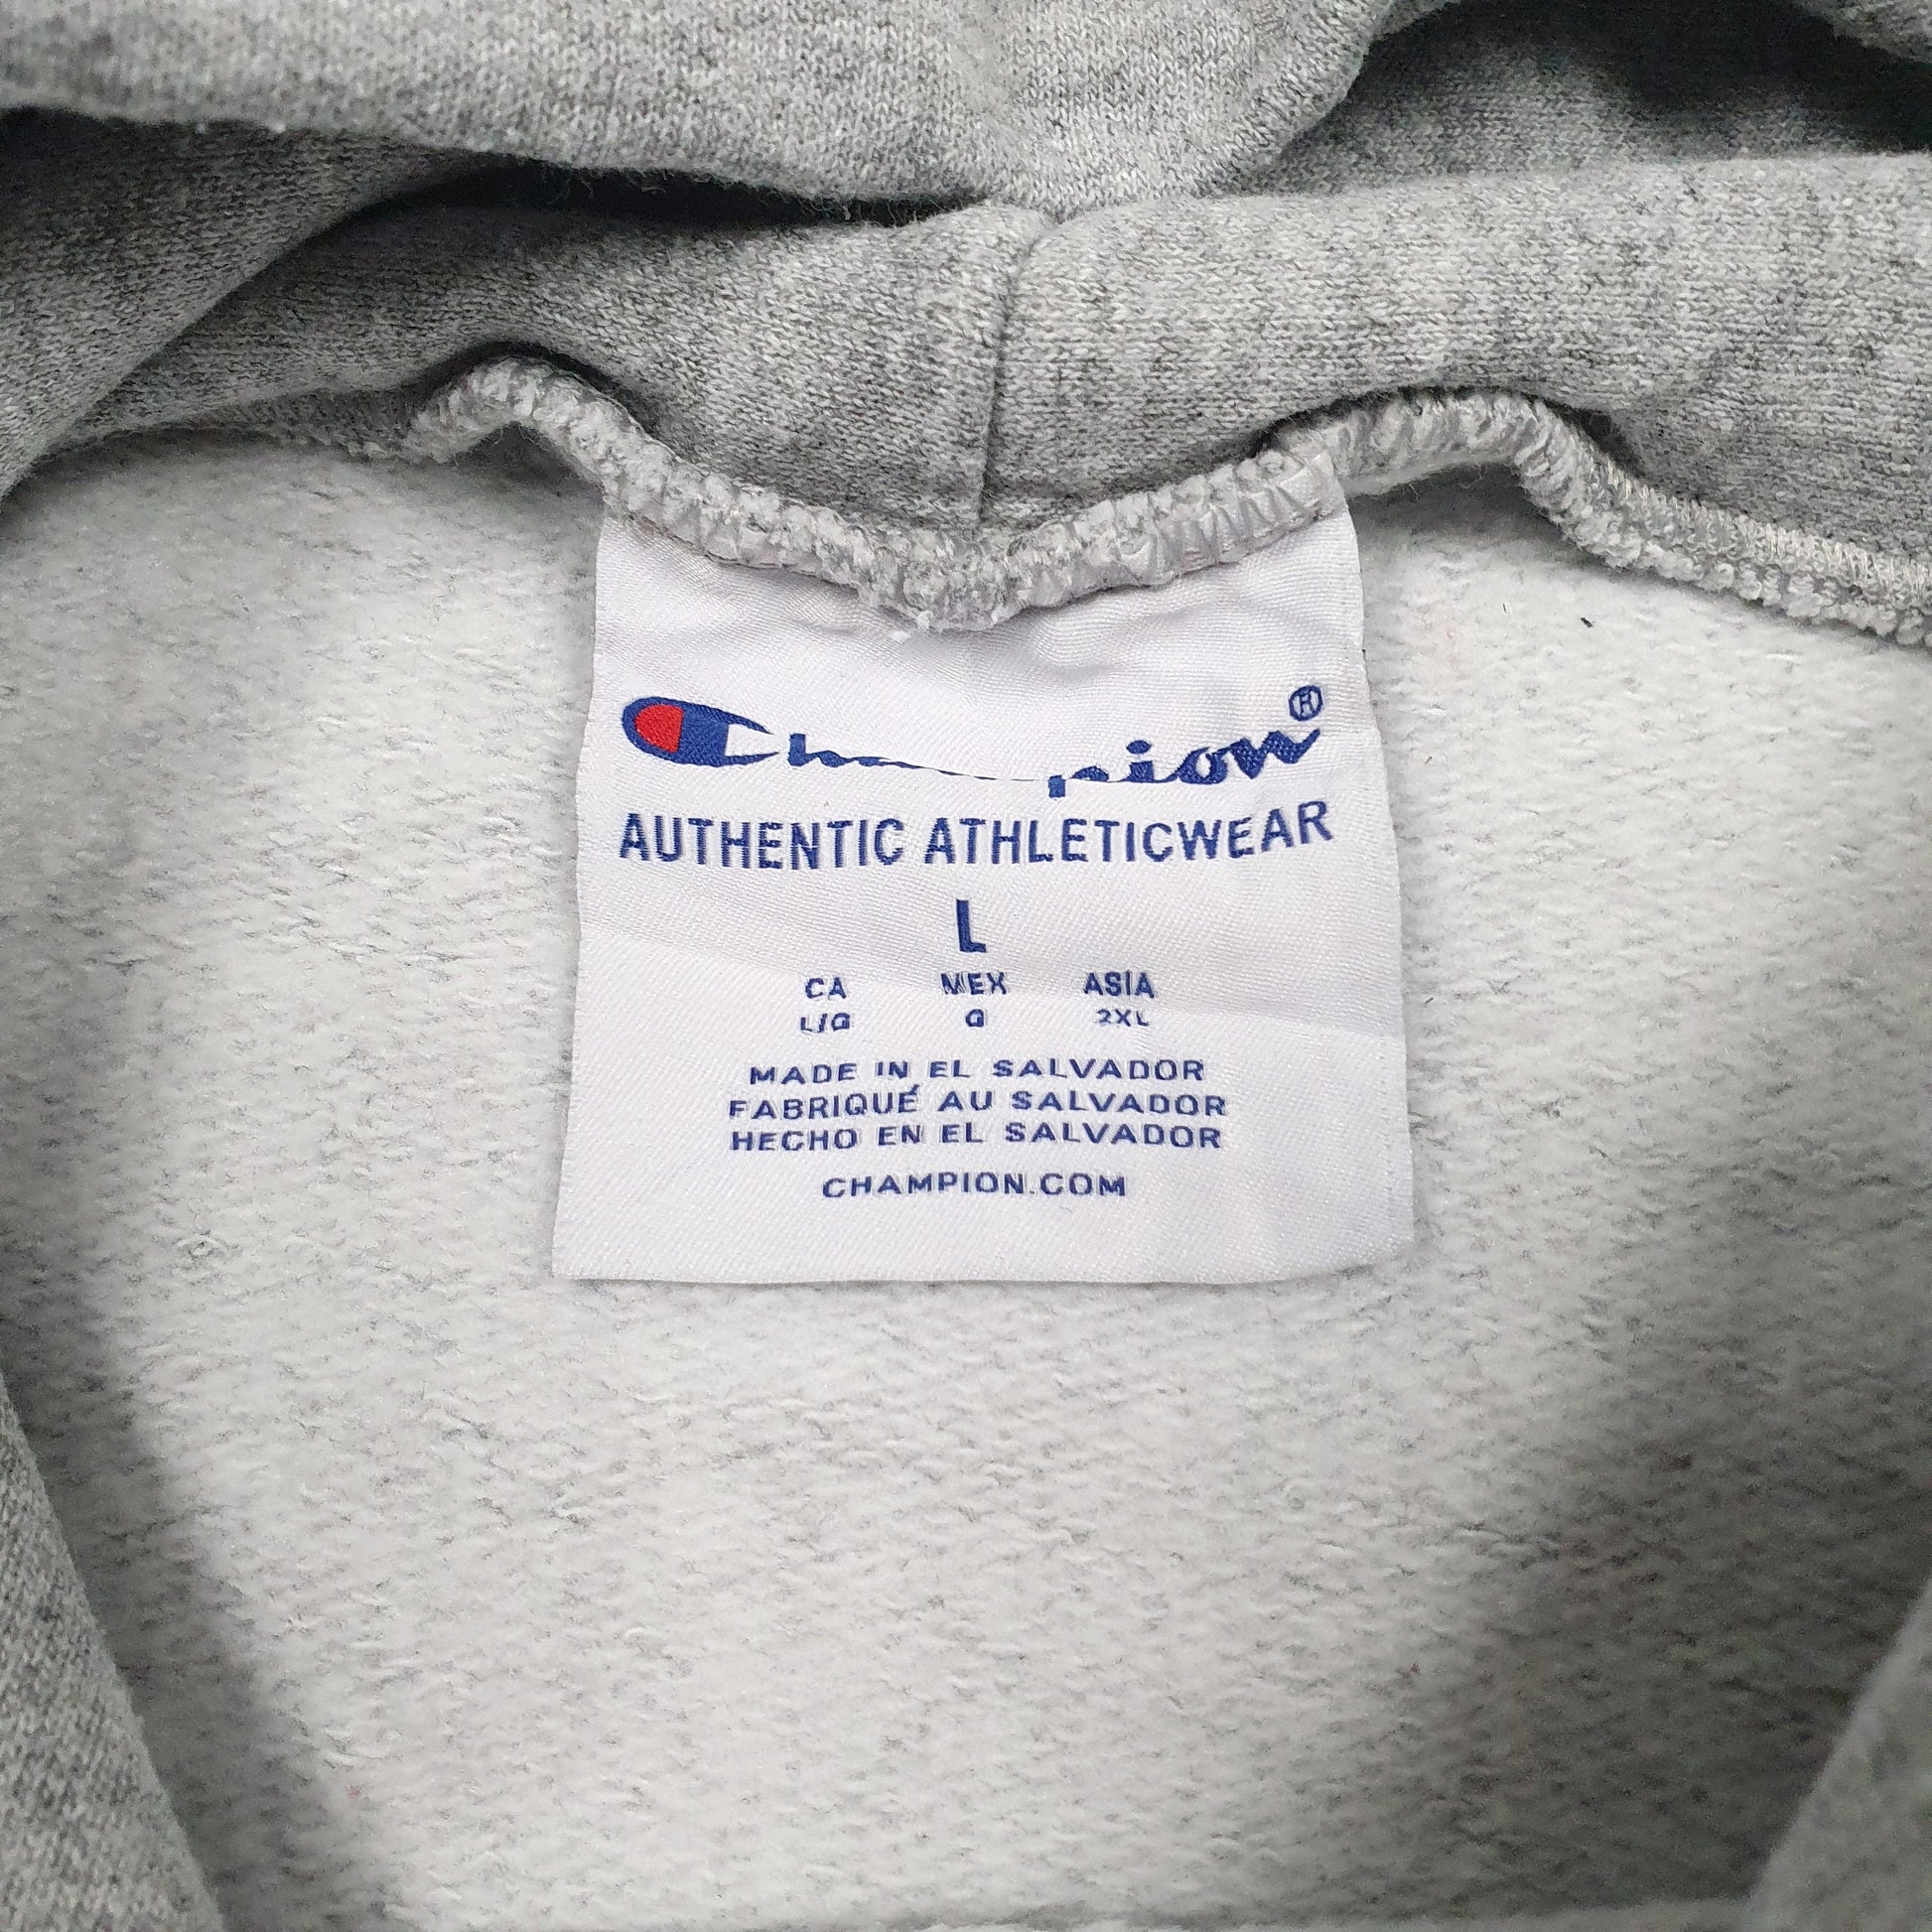 Champion®
AUTHENTIC ATHLETICWEAR
L
CA MEX ASIA
L/G G 2XL
MADE IN EL SALVADOR
FABRIQUÉ AU SALVADOR
HECHO EN EL SALVADOR
CHAMPION.COM